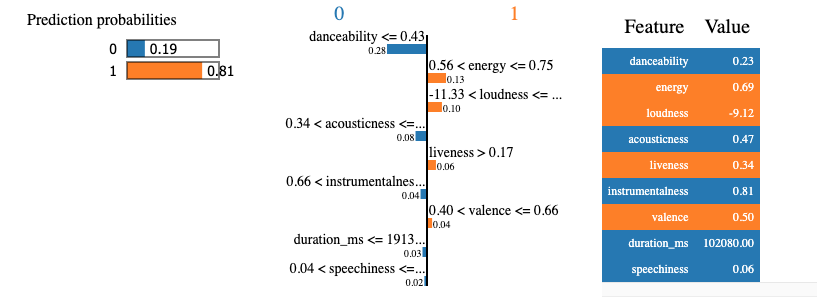 Prediction probabilities
0 0.19
1 0.81
0 1
danceability <= 0.43
0.28
0.56 < energy <= 0.75
0.13
-11.33 < loudness <= ...
0.10
0.34 < acousticness <=...
0.08
liveness > 0.17
0.06
0.66 < instrumentalnes...
0.04
0.40 < valence <= 0.66
0.04
duration_ms <= 1913...
0.03
0.04 < speechiness <=...
0.02
Feature Value
danceability 0.23
energy 0.69
loudness -9.12
acousticness 0.47
liveness 0.34
instrumentalness 0.81
valence 0.50
duration_ms 102080.00
speechiness 0.06